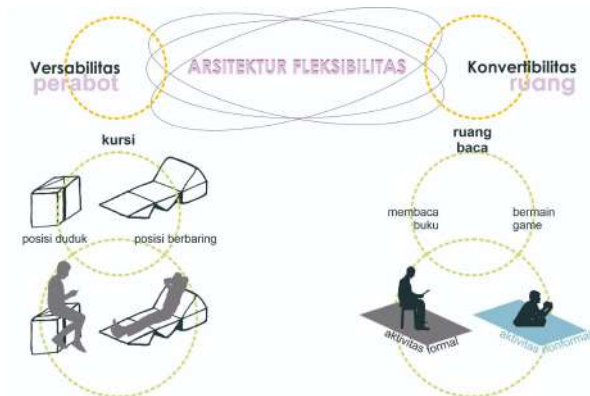 ARSITEKTUR FLEKSIBILITAS
Versabilitas
perabot
Konvertibilitas
ruang
kursi
posisi duduk
posisi berbaring
ruang
baca
membaca
buku
bermain
game
aktivitas formal
aktivitas nonformal